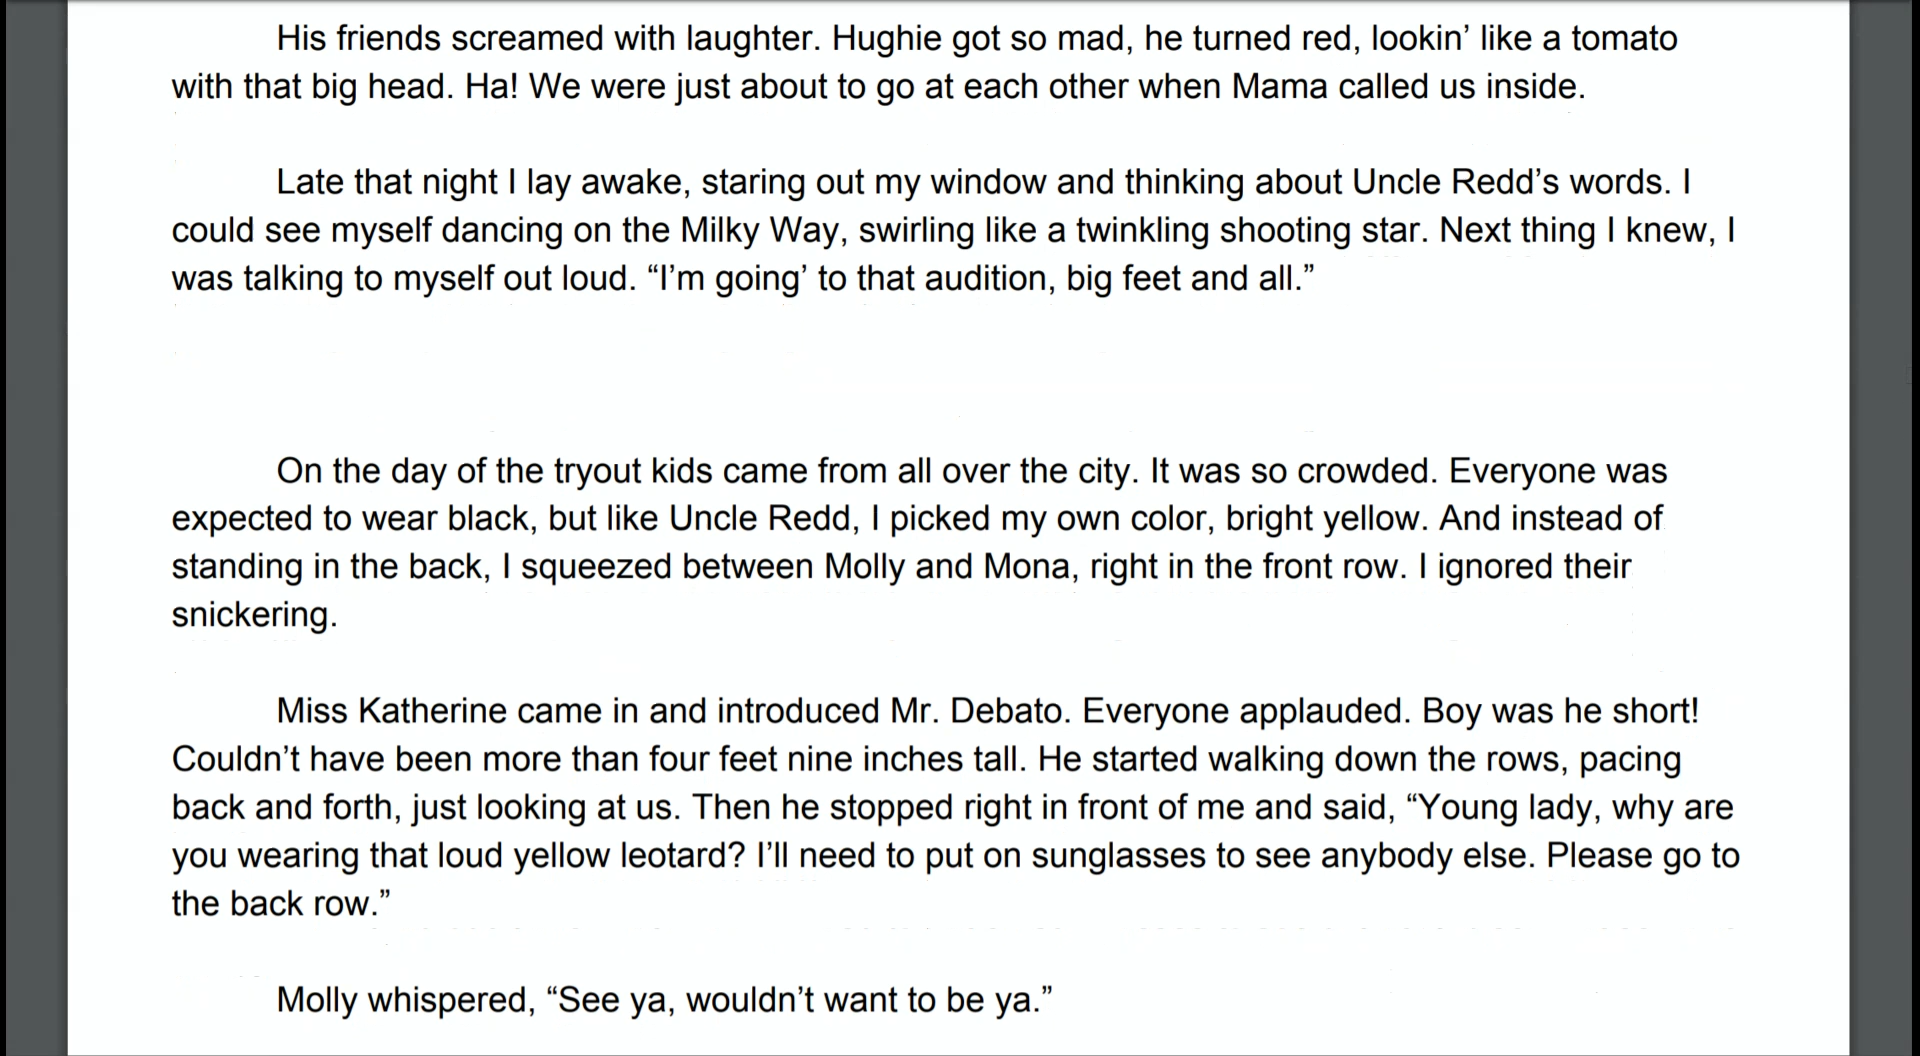 His friends screamed with laughter. Hughie got so mad, he turned red, lookin’ like a tomato
with that big head. Ha! We were just about to go at each other when Mama called us inside.
Late that night I lay awake, staring out my window and thinking about Uncle Redd’s words. I
could see myself dancing on the Milky Way, swirling like a twinkling shooting star. Next thing I knew, I
was talking to myself out loud. “I’m going’ to that audition, big feet and all.”
On the day of the tryout kids came from all over the city. It was so crowded. Everyone was
expected to wear black, but like Uncle Redd, I picked my own color, bright yellow. And instead of
standing in the back, I squeezed between Molly and Mona, right in the front row. I ignored their
snickering.
Miss Katherine came in and introduced Mr. Debato. Everyone applauded. Boy was he short!
Couldn’t have been more than four feet nine inches tall. He started walking down the rows, pacing
back and forth, just looking at us. Then he stopped right in front of me and said, “Young lady, why are
you wearing that loud yellow leotard? I’ll need to put on sunglasses to see anybody else. Please go to
the back row.”
Molly whispered, “See ya, wouldn’t want to be ya.”